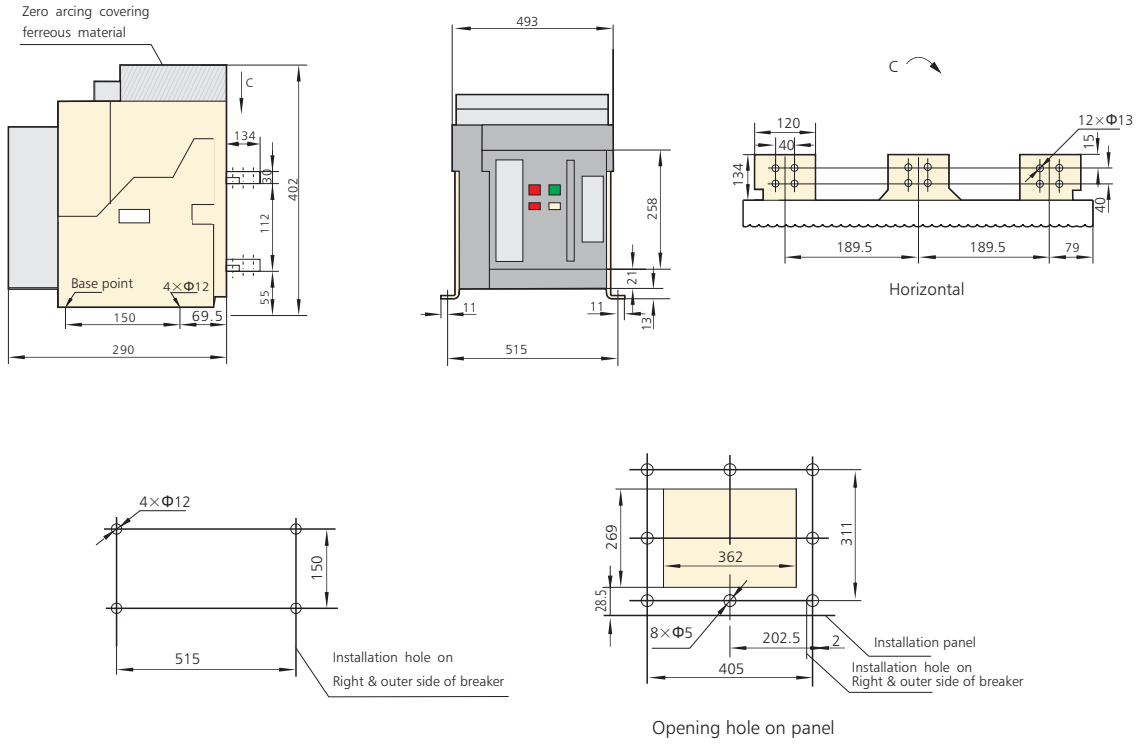 Zero arcing covering
ferreous material
C
134
30
402
112
55
Base point
4×Φ12
150
69.5
290
493
258
21
11
11
13
515
C
120
40
12×Φ13
15
134
40
189.5
189.5
79
Horizontal
4×Φ12
150
515
Installation hole on
Right & outer side of breaker
269
362
311
28.5
8×Φ5
202.5
2
405
Installation panel
Installation hole on
Right & outer side of breaker
Opening hole on panel